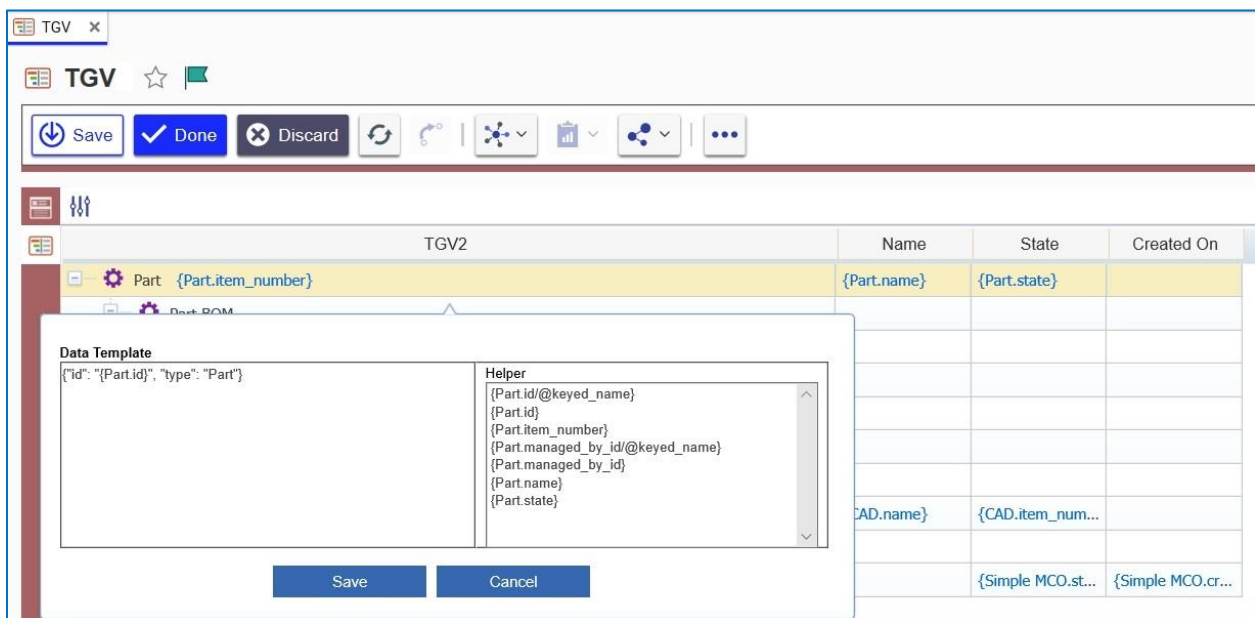 TGV ×
TGV
Save Done Discard
TGV2 Name State Created On
Part {Part.item_number} {Part.name} {Part.state}
Part BOM
Data Template
{"id": "{Part.id}", "type": "Part"}
Helper
{Part.id/@keyed_name}
{Part.id}
{Part.item_number}
{Part.managed_by_id/@keyed_name}
{Part.managed_by_id}
{Part.name}
{Part.state}
CAD.name} {CAD.item_num...
Save Cancel
{Simple MCO.st... {Simple MCO.cr...